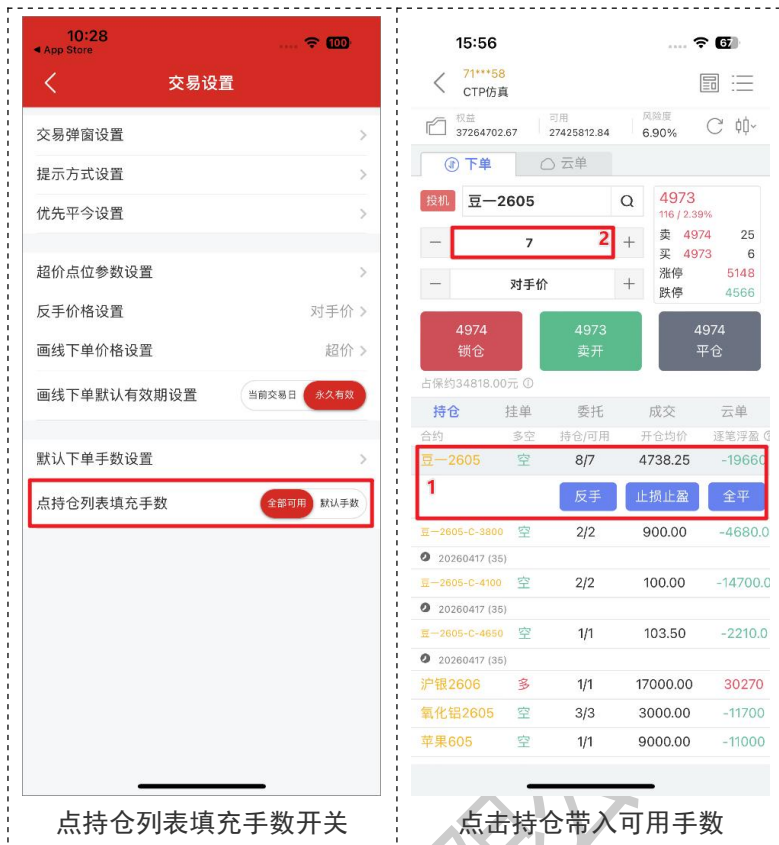 10:28
App Store
100
交易设置
交易弹窗设置
提示方式设置
优先平今设置
超价点位参数设置
反手价格设置 对手价
画线下单价格设置 超价
画线下单默认有效期设置 当前交易日 永久有效
默认下单手数设置
点持仓列表填充手数 全部可用 默认手数
点持仓列表填充手数开关
15:56
67
71***58
CTP仿真
权益 可用 风险度
37264702.67 27425812.84 6.90%
下单 云单
投机 豆一2605
4973
116 / 2.39%
卖 4974 25
买 4973 6
涨停 5148
跌停 4566
7 2
对手价
4974 4973 4974
锁仓 卖开 平仓
占保约34818.00元
持仓 挂单 委托 成交 云单
合约 多空 持仓/可用 开仓均价 逐笔浮盈
豆一2605 空 8/7 4738.25 -19660
1 反手 止损止盈 全平
豆一2605-C-3800 空 2/2 900.00 -4680.0
20260417 (35)
豆一2605-C-4100 空 2/2 100.00 -14700.0
20260417 (35)
豆一2605-C-4650 空 1/1 103.50 -2210.0
20260417 (35)
沪银2606 多 1/1 17000.00 30270
氧化铝2605 空 3/3 3000.00 -11700
苹果605 空 1/1 9000.00 -11000
点击持仓带入可用手数